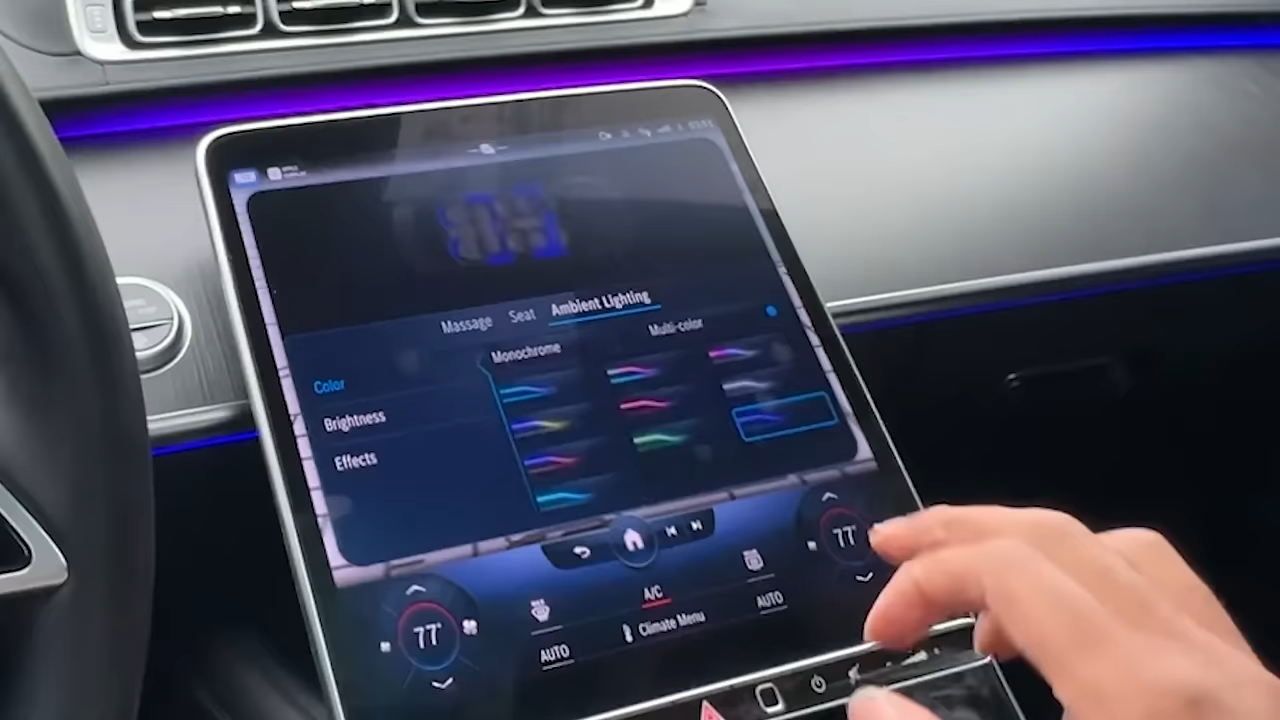 Massage Seat Ambient Lighting
Monochrome Multi-color
Color
Brightness
Effects
77°
77°
A/C
AUTO
Climate Menu
AUTO